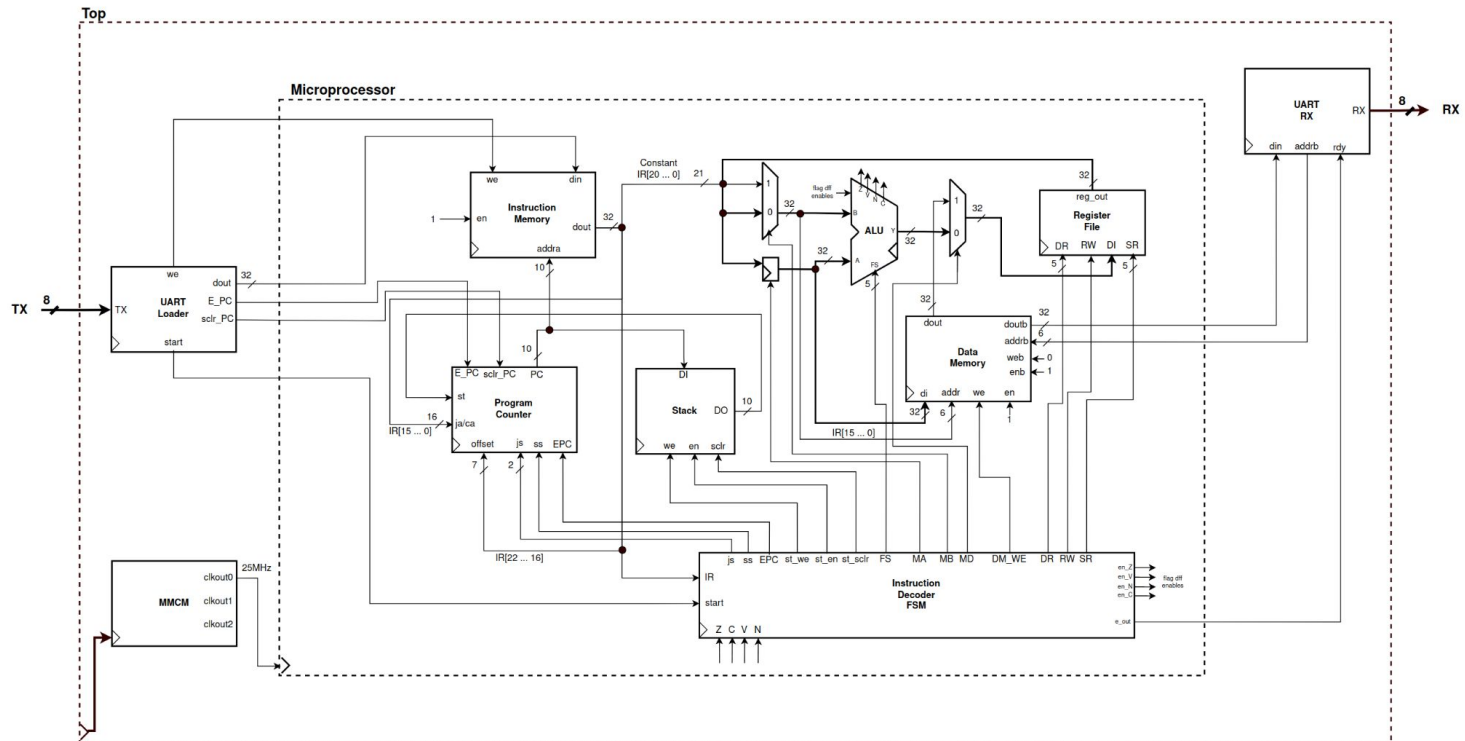 Top
Microprocessor
UART
RX
RX
din
addrb
rdy
8
RX
we
din
Instruction
Memory
1
en
dout
addra
32
10
Constant
IR[20 ... 0]
21
1
0
32
flag dff
enables
Z
V
N
C
B
ALU
Y
A
FS
32
32
5
1
0
32
32
reg_out
Register
File
DR
RW
DI
SR
5
5
TX
8
we
dout
32
TX
UART
Loader
E_PC
sclr_PC
start
10
E_PC
sclr_PC
PC
st
Program
Counter
16
ja/ca
IR[15 ... 0]
offset
js
ss
EPC
7
2
IR[22 ... 16]
DI
Stack
DO
10
we
en
sclr
32
dout
doutb
32
addrb
6
Data
Memory
web
0
enb
1
di
addr
we
en
32
6
1
IR[15 ... 0]
js
ss
EPC
st_we
st_en
st_sclr
FS
MA
MB
MD
DM_WE
DR
RW
SR
IR
Instruction
Decoder
FSM
start
Z
C
V
N
en_Z
en_V
en_N
en_C
flag dff
enables
e_out
clkout0
25MHz
MMCM
clkout1
clkout2